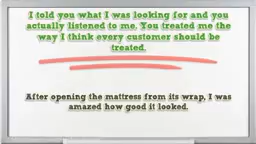 I told you what I was looking for and you
actually listened to me. You treated me the
way I think every customer should be
treated.
After opening the mattress from its wrap, I was
amazed how good it looked.